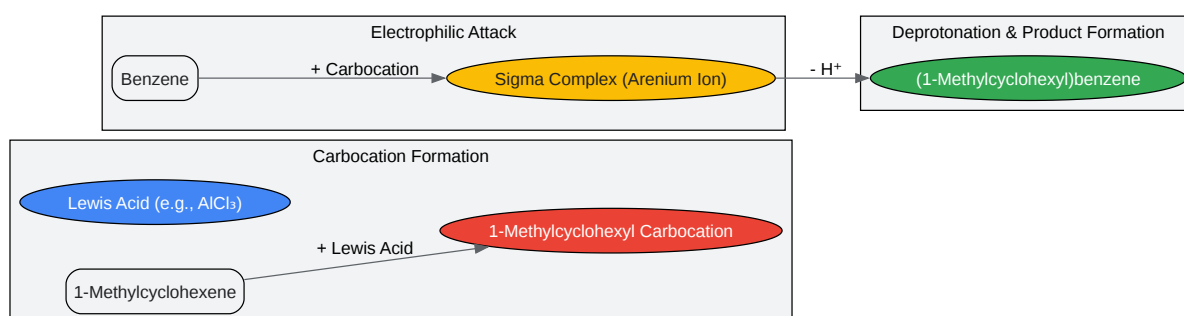 Electrophilic Attack
Benzene
+ Carbocation
Sigma Complex (Arenium Ion)
- H⁺
Deprotonation & Product Formation
(1-Methylcyclohexyl)benzene
Carbocation Formation
Lewis Acid (e.g., AlCl₃)
1-Methylcyclohexene
+ Lewis Acid
1-Methylcyclohexyl Carbocation